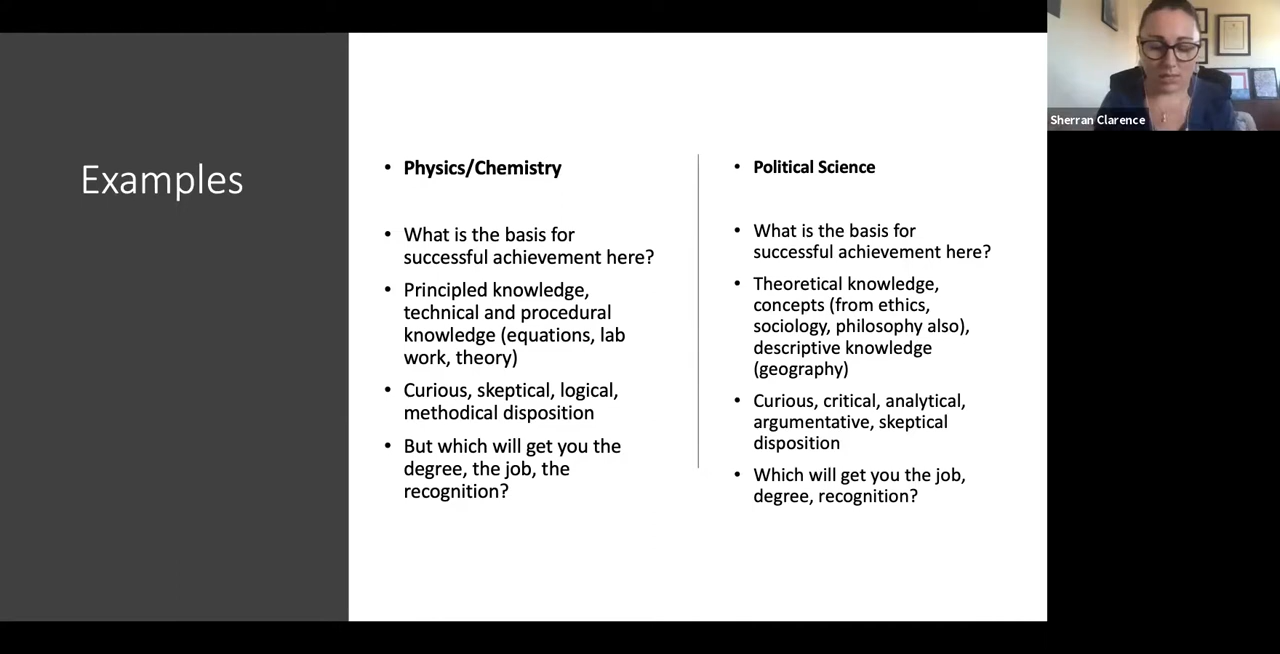 Examples
• Physics/Chemistry
• What is the basis for
successful achievement here?
• Principled knowledge,
technical and procedural
knowledge (equations, lab
work, theory)
• Curious, skeptical, logical,
methodical disposition
• But which will get you the
degree, the job, the
recognition?
• Political Science
• What is the basis for
successful achievement here?
• Theoretical knowledge,
concepts (from ethics,
sociology, philosophy also),
descriptive knowledge
(geography)
• Curious, critical, analytical,
argumentative, skeptical
disposition
• Which will get you the job,
degree, recognition?
Sherran Clarence